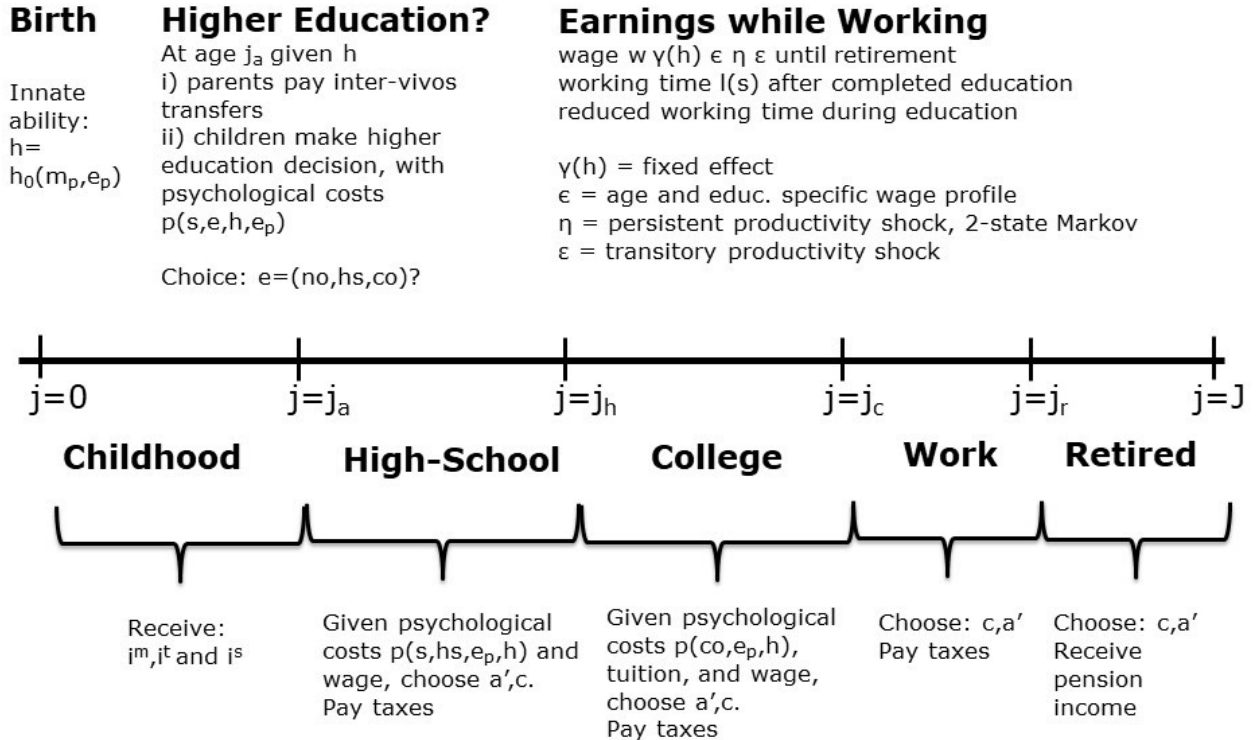 Birth
Innate
ability:
h=
h₀(mₚ,eₚ)
Higher Education?
At age jₐ given h
i) parents pay inter-vivos
transfers
ii) children make higher
education decision, with
psychological costs
p(s,e,h,eₚ)
Choice: e=(no,hs,co)?
Earnings while Working
wage w γ(h) ϵ η ε until retirement
working time l(s) after completed education
reduced working time during education
γ(h) = fixed effect
ϵ = age and educ. specific wage profile
η = persistent productivity shock, 2-state Markov
ε = transitory productivity shock
j=0
j=jₐ
j=jₕ
j=j_c
j=jᵣ
j=J
Childhood
High-School
College
Work
Retired
Receive:
iᵐ,iᵗ and iˢ
Given psychological
costs p(s,hs,eₚ,h) and
wage, choose a′,c.
Pay taxes
Given psychological
costs p(co,eₚ,h),
tuition, and wage,
choose a′,c.
Pay taxes
Choose: c,a′
Pay taxes
Choose: c,a′
Receive
pension
income